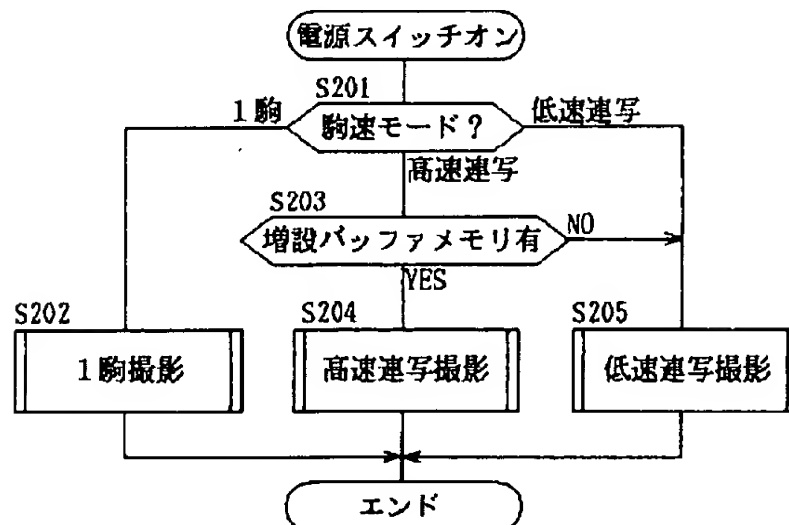 電源スイッチオン
S201
1駒
駒速モード?
低速連写
高速連写
S203
増設バッファメモリ有
NO
YES
S202
S204
S205
1駒撮影
高速連写撮影
低速連写撮影
エンド